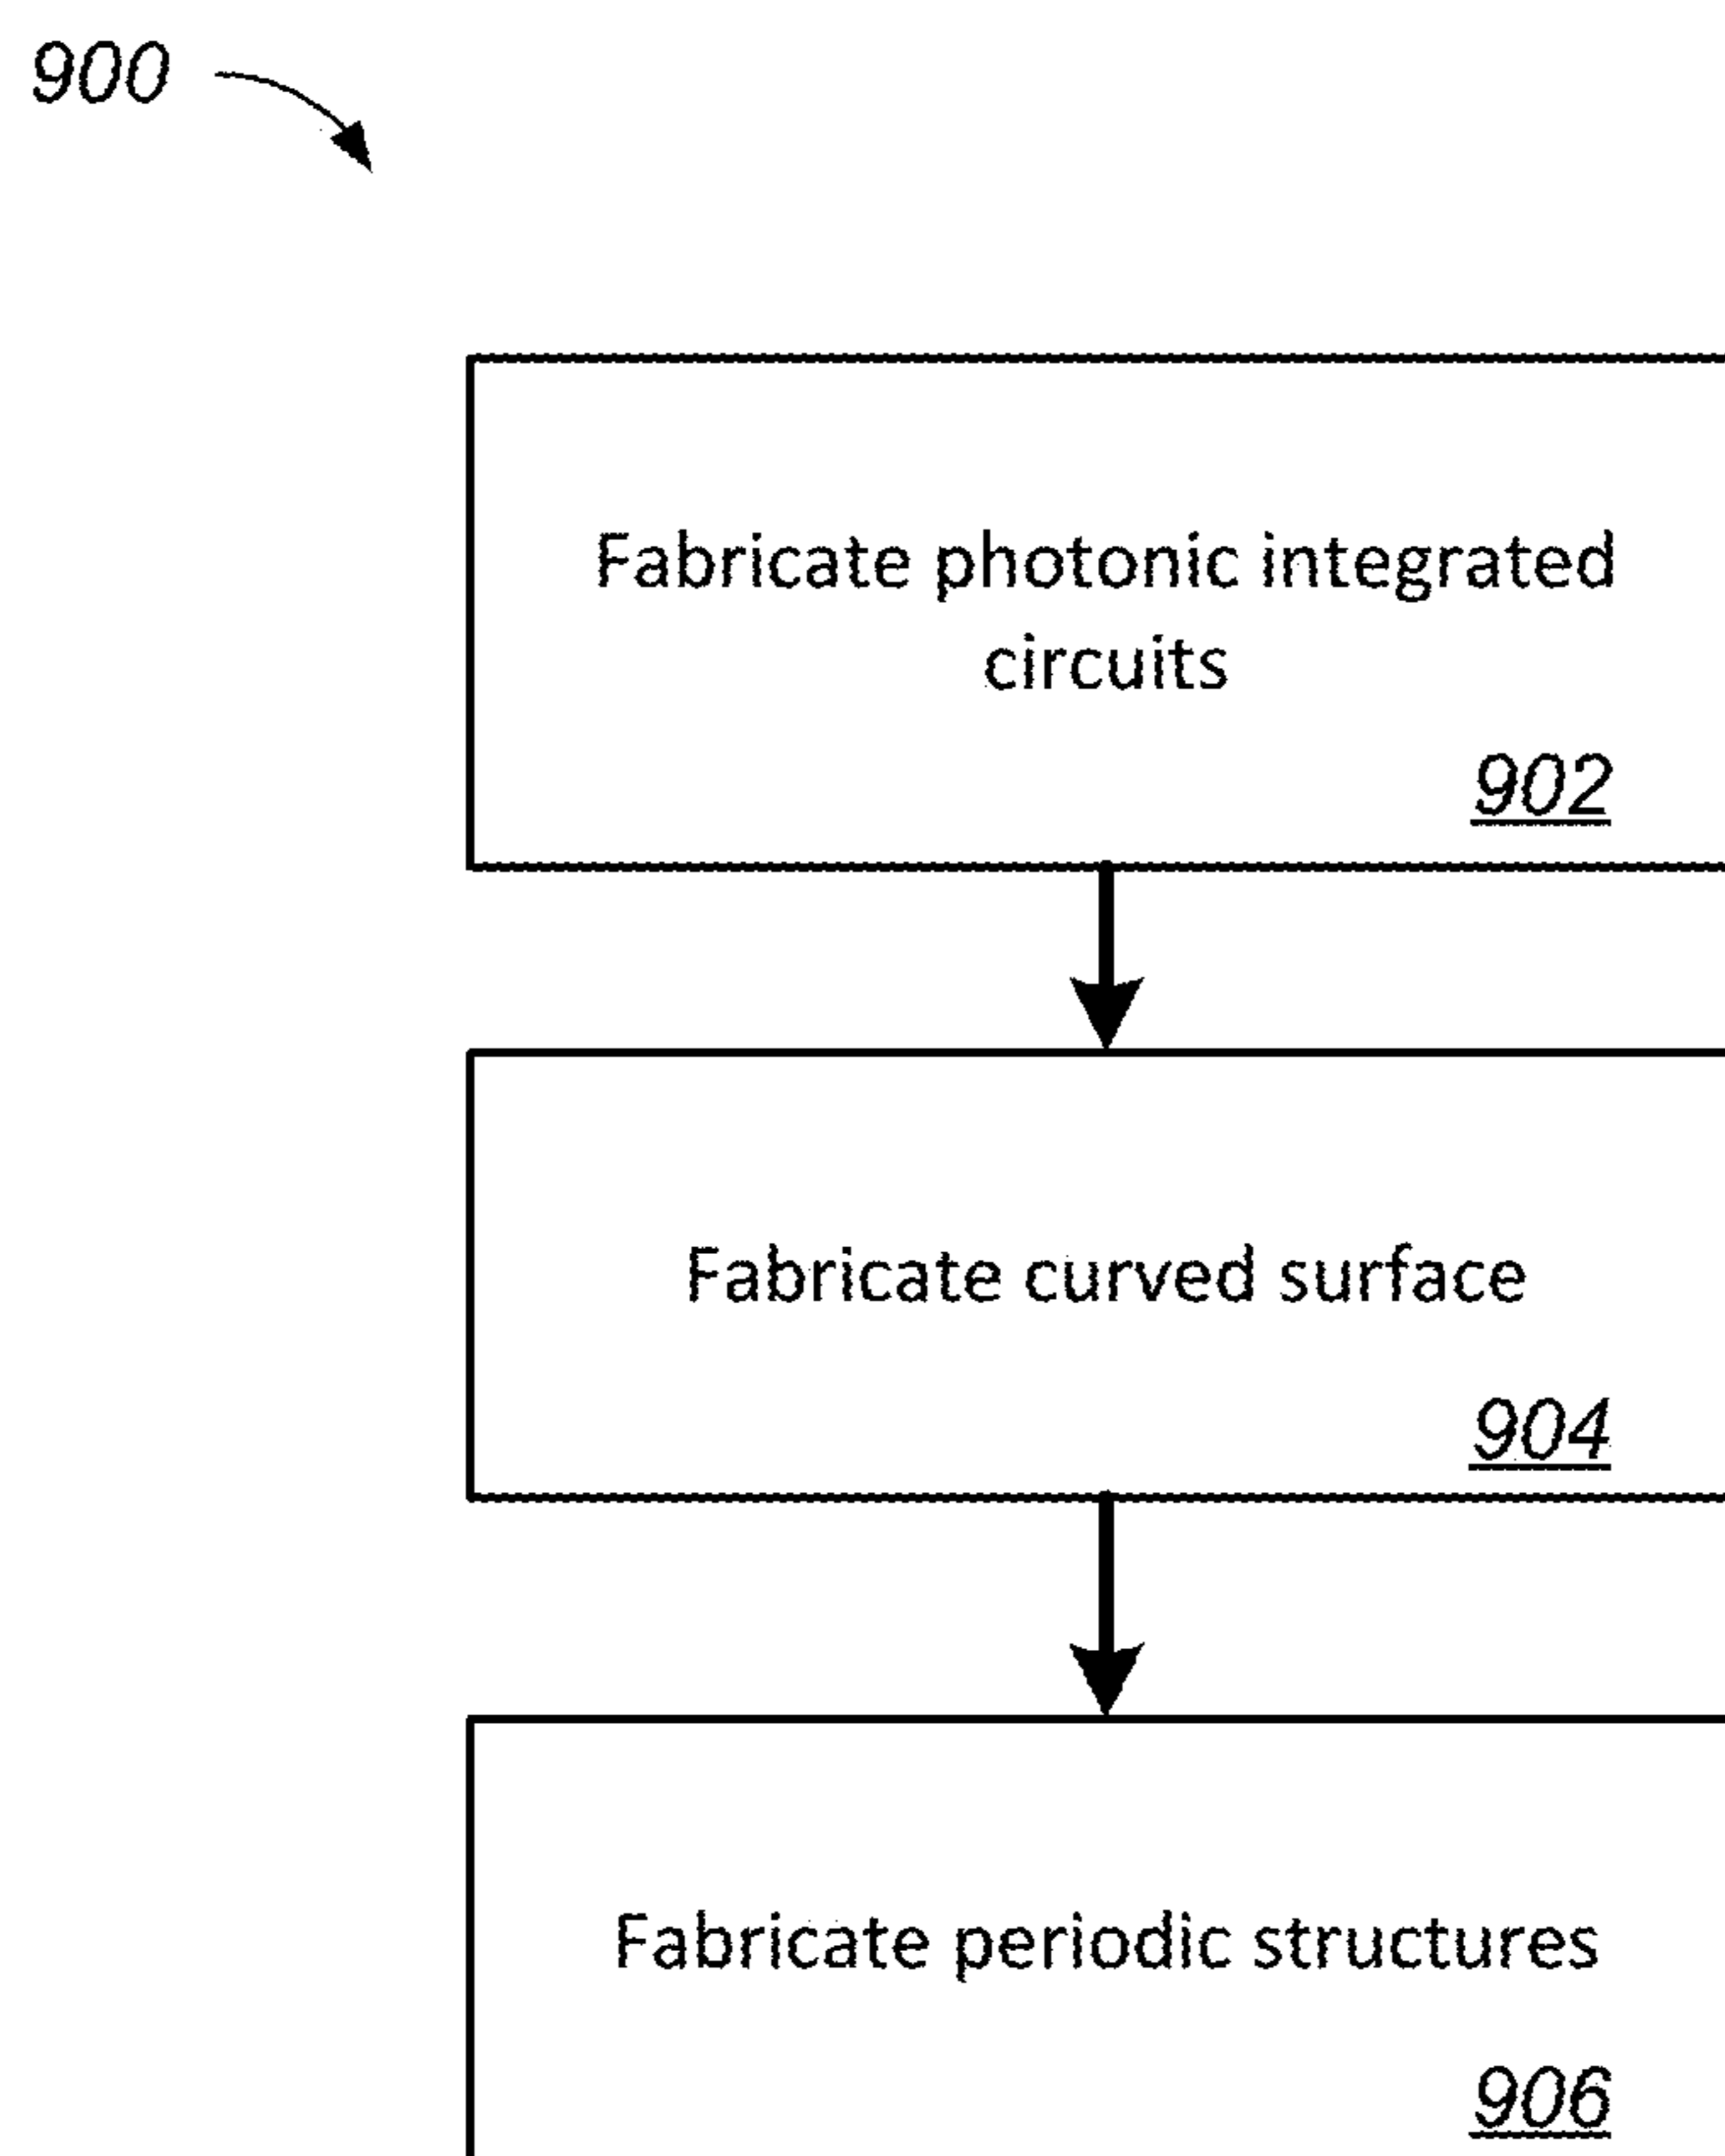 900
Fabricate photonic integrated
circuits
902
Fabricate curved surface
904
Fabricate periodic structures
906